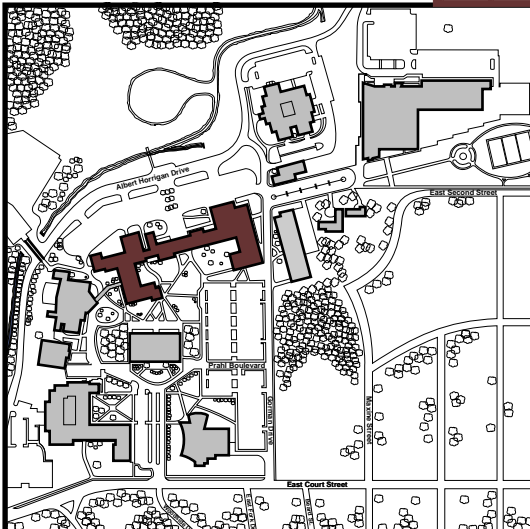 Albert Horrigan Drive
East Second Street
Prahl Boulevard
Gorman Drive
Maxine Street
East Court Street